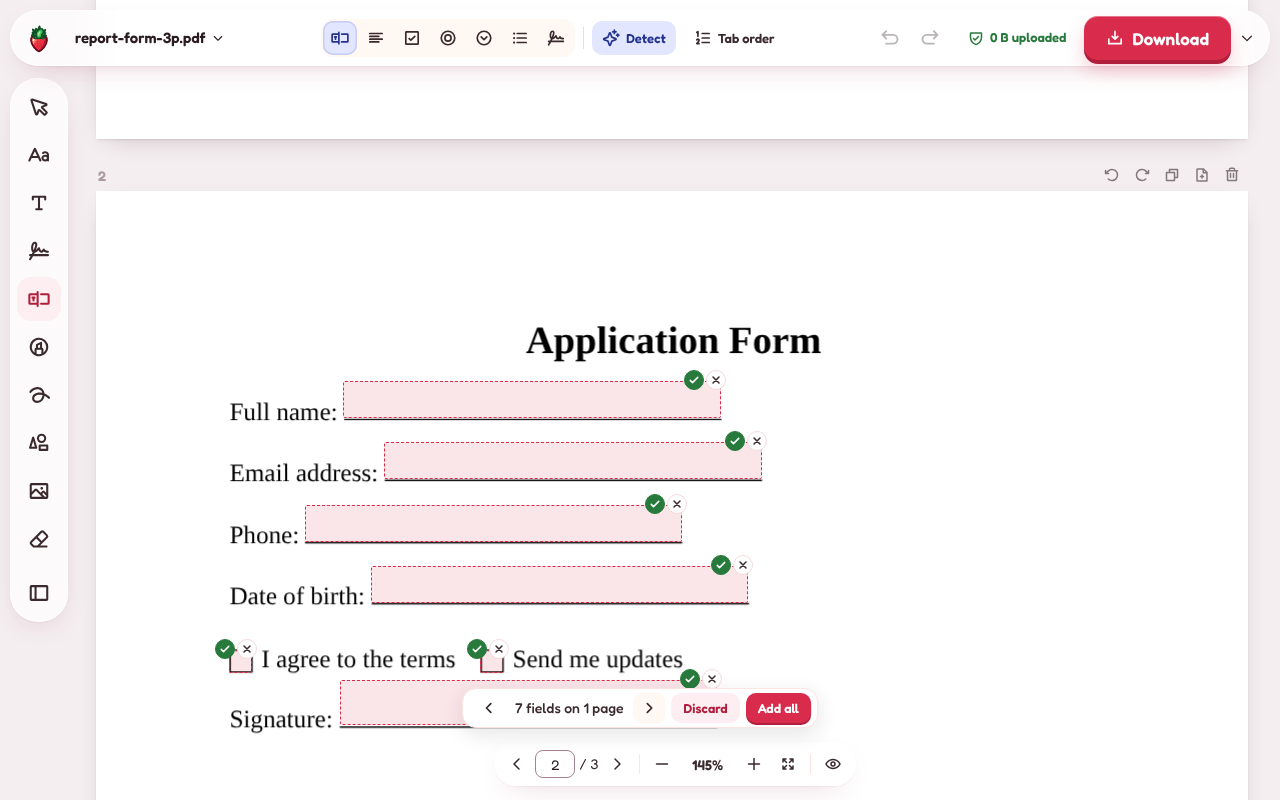 report-form-3p.pdf
Detect
Tab order
0 B uploaded
Download
Aa
T
2
Application Form
Full name:
Email address:
Phone:
Date of birth:
I agree to the terms
Send me updates
Signature:
7 fields on 1 page
Discard
Add all
2 / 3
145%